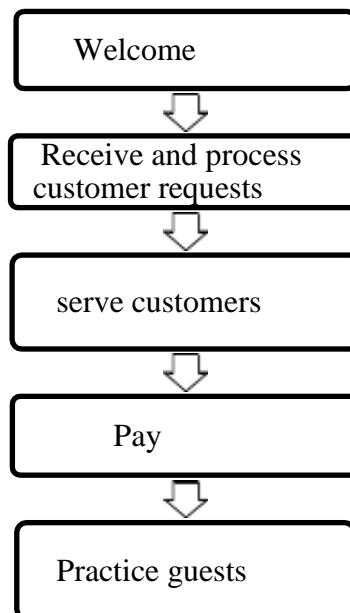 Welcome
Receive and process
customer requests
serve customers
Pay
Practice guests